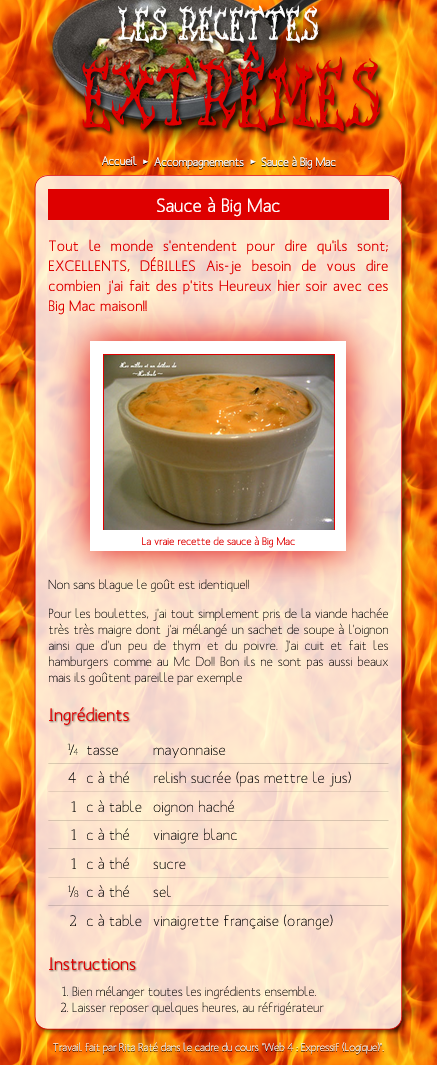 LES RECETTES
EXTRÊMES
Accueil ▸ Accompagnements ▸ Sauce à Big Mac
Sauce à Big Mac
Tout le monde s'entendent pour dire qu'ils sont;
EXCELLENTS, DÉBILLES Ais-je besoin de vous dire
combien j'ai fait des p'tits Heureux hier soir avec ces
Big Mac maison!!
La vraie recette de sauce à Big Mac
Non sans blague le goût est identique!!
Pour les boulettes, j'ai tout simplement pris de la viande hachée
très très maigre dont j'ai mélangé un sachet de soupe à l'oignon
ainsi que d'un peu de thym et du poivre. J'ai cuit et fait les
hamburgers comme au Mc Do!! Bon ils ne sont pas aussi beaux
mais ils goûtent pareille par exemple
Ingrédients
¼ tasse mayonnaise
4 c à thé relish sucrée (pas mettre le jus)
1 c à table oignon haché
1 c à thé vinaigre blanc
1 c à thé sucre
⅛ c à thé sel
2 c à table vinaigrette française (orange)
Instructions
1. Bien mélanger toutes les ingrédients ensemble.
2. Laisser reposer quelques heures, au réfrigérateur
Travail fait par Rita Raté dans le cadre du cours "Web 4 : Expressif (Logique)".